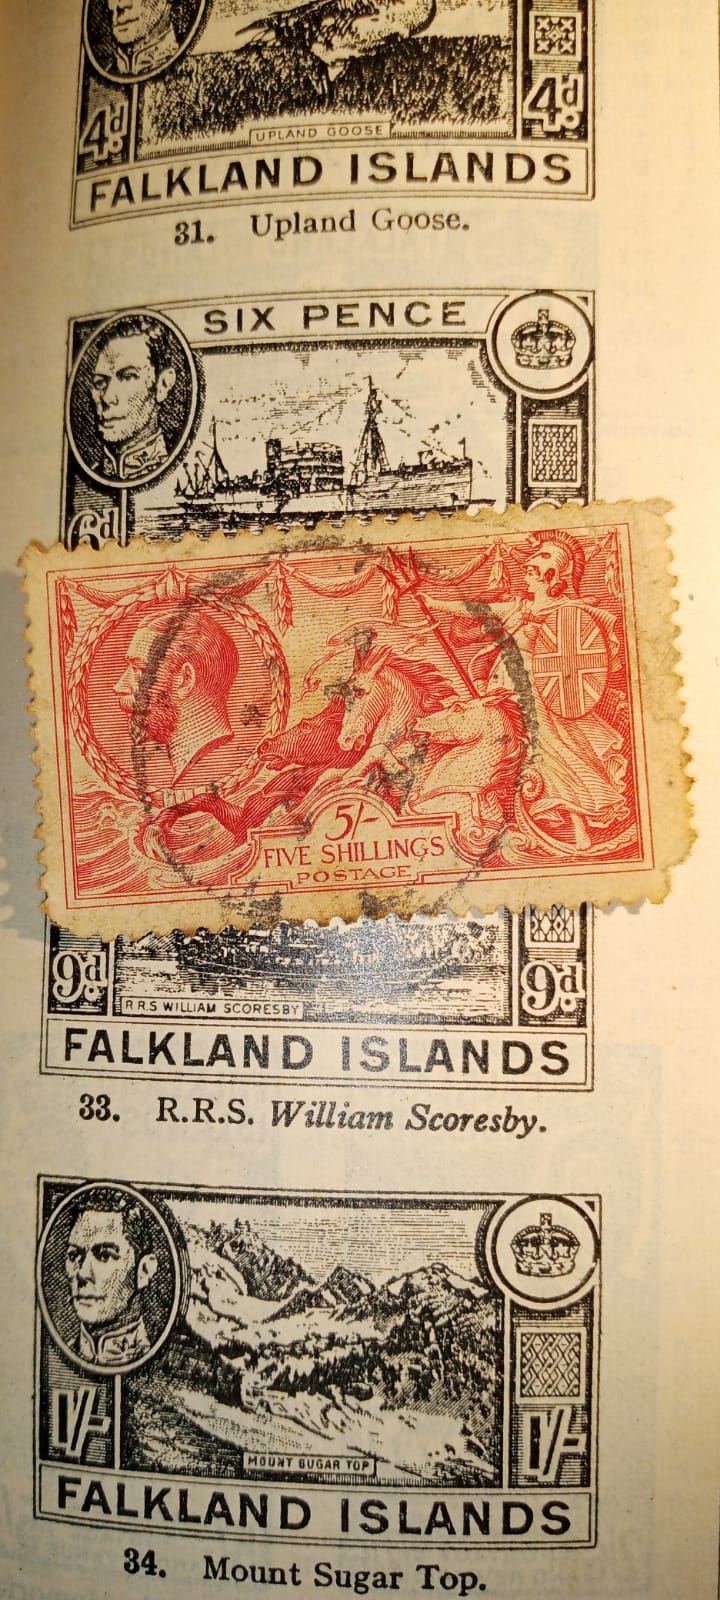 4d
4d
UPLAND GOOSE
FALKLAND ISLANDS
31. Upland Goose.
SIX PENCE
6d
5/-
FIVE SHILLINGS
POSTAGE
9d
9d
R.R.S WILLIAM SCORESBY
FALKLAND ISLANDS
33. R.R.S. William Scoresby.
1/-
1/-
MOUNT SUGAR TOP
FALKLAND ISLANDS
34. Mount Sugar Top.